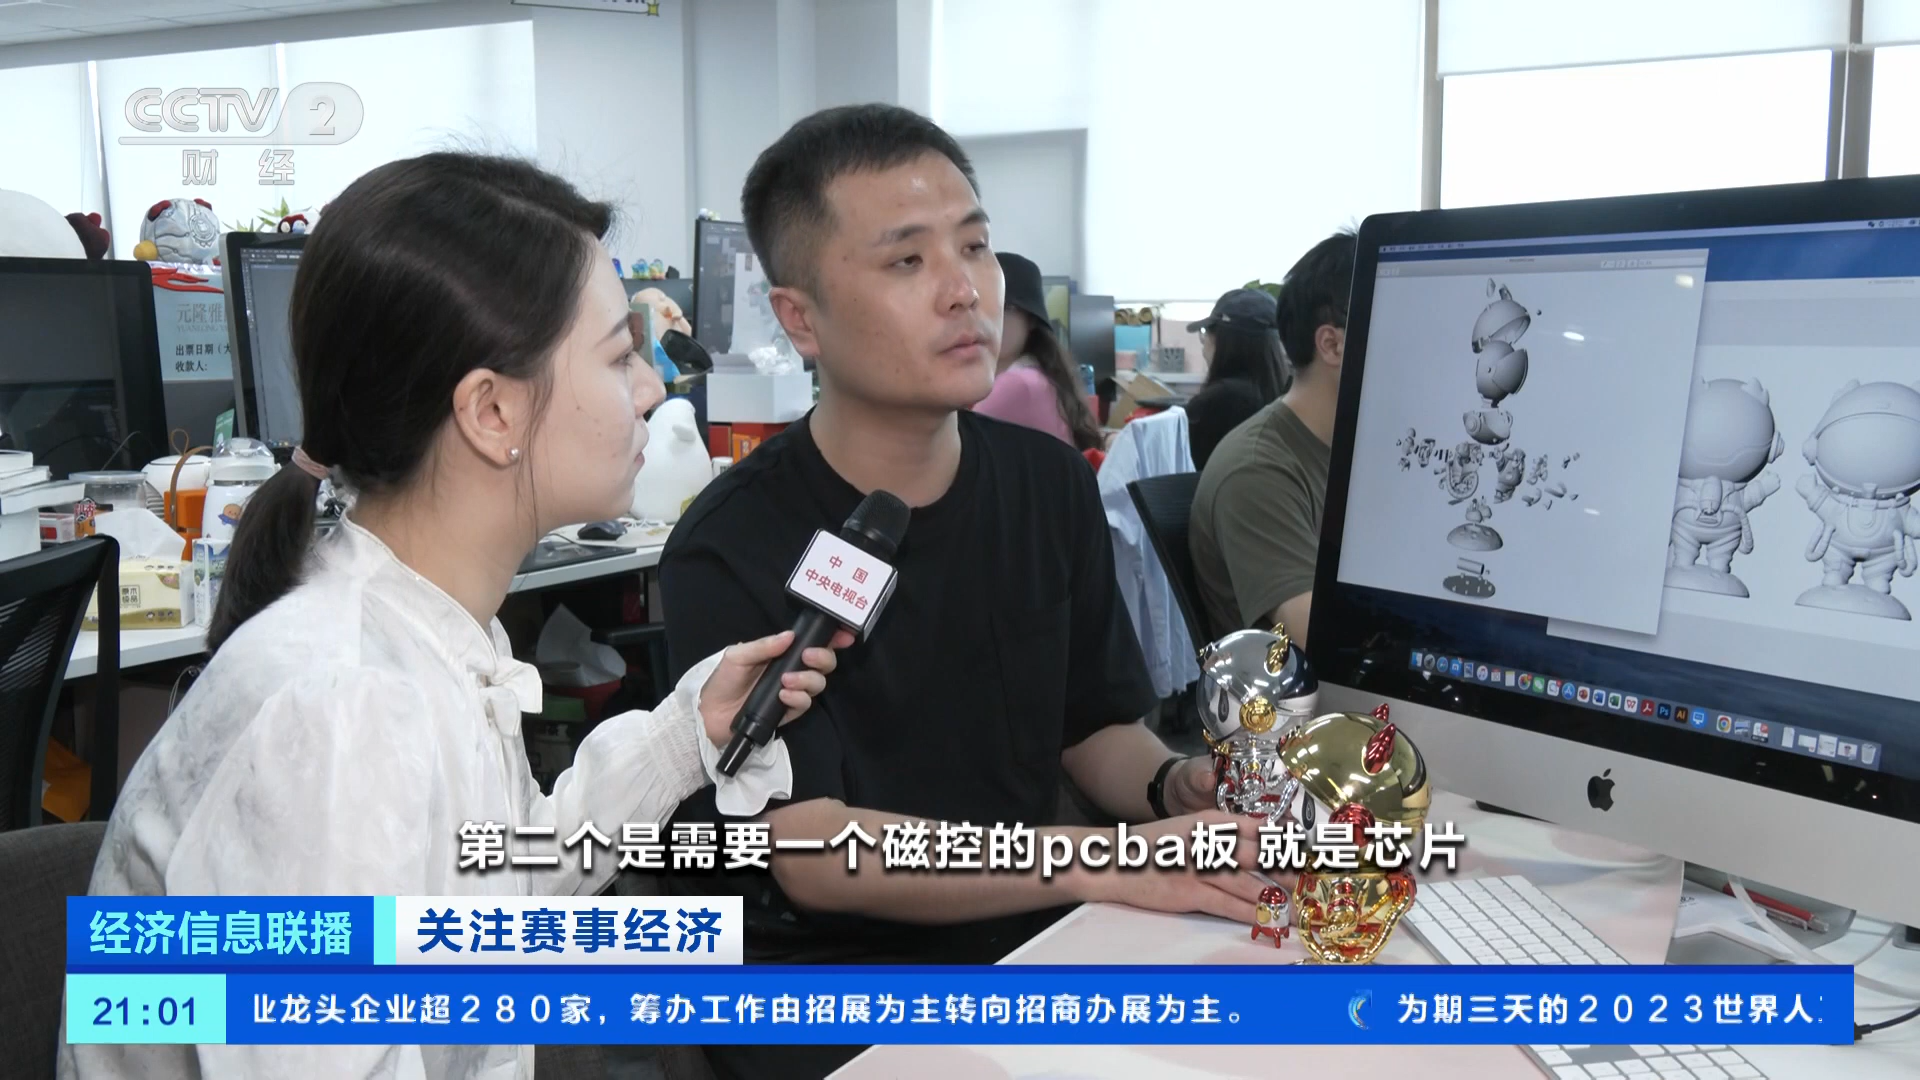 CCTV 2
财 经
元隆雅
出票日期（大
收款人：
中 国
中央电视台
第二个是需要一个磁控的pcba板 就是芯片
经济信息联播
关注赛事经济
21:01
业龙头企业超280家，筹办工作由招展为主转向招商办展为主。
为期三天的2023世界人